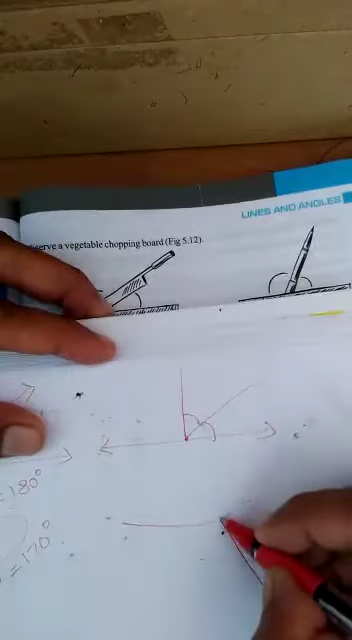 LINES AND ANGLES
serve a vegetable chopping board (Fig 5.12).
= 180°
= 170°